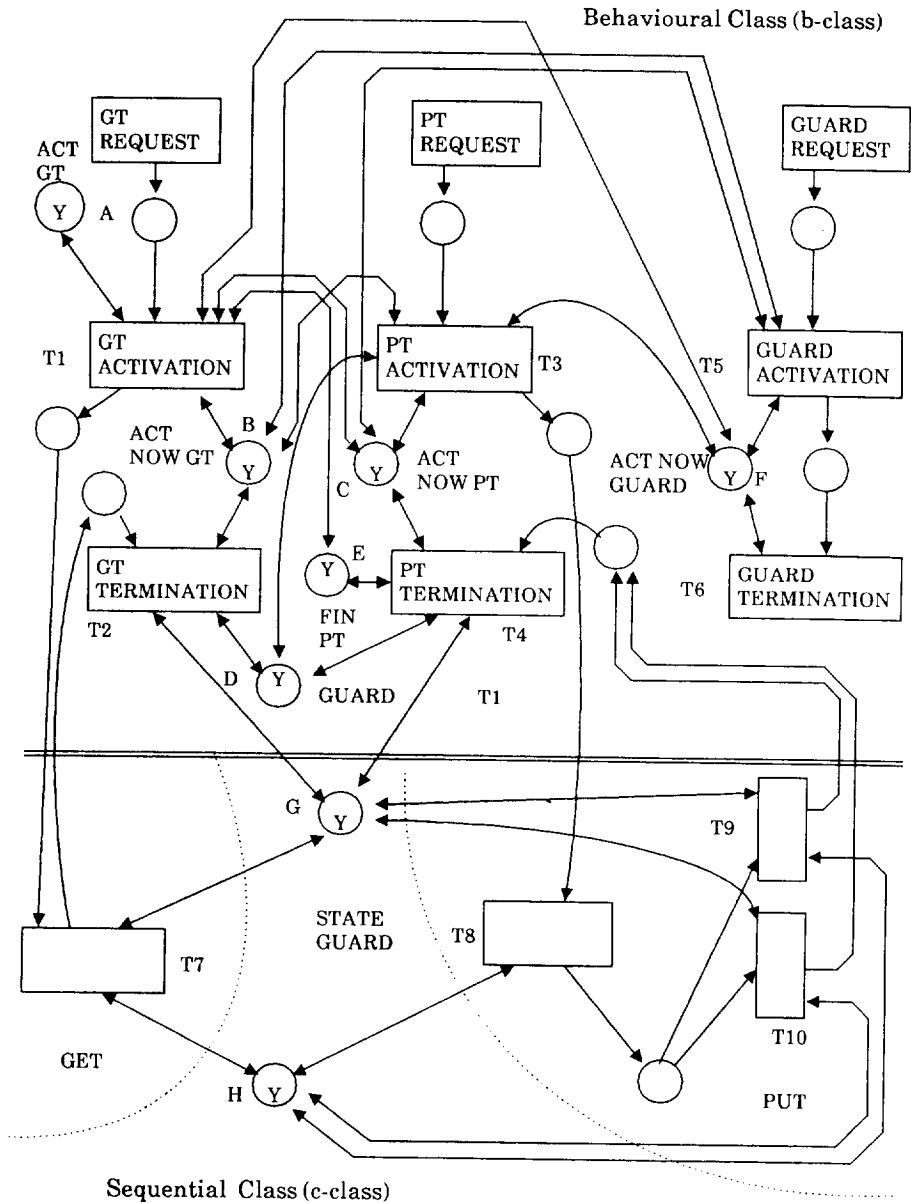 Behavioural Class (b-class)
GT
REQUEST
PT
REQUEST
GUARD
REQUEST
ACT
GT
Y
A
T1
GT
ACTIVATION
PT
ACTIVATION
T3
T5
GUARD
ACTIVATION
B
ACT
NOW GT
Y
C
Y
ACT
NOW PT
ACT NOW
GUARD
Y
F
GT
TERMINATION
T2
Y
E
FIN
PT
PT
TERMINATION
T4
T6
GUARD
TERMINATION
D
Y
GUARD
T1
G
Y
T9
STATE
GUARD
T7
T8
T10
GET
H
Y
PUT
Sequential Class (c-class)